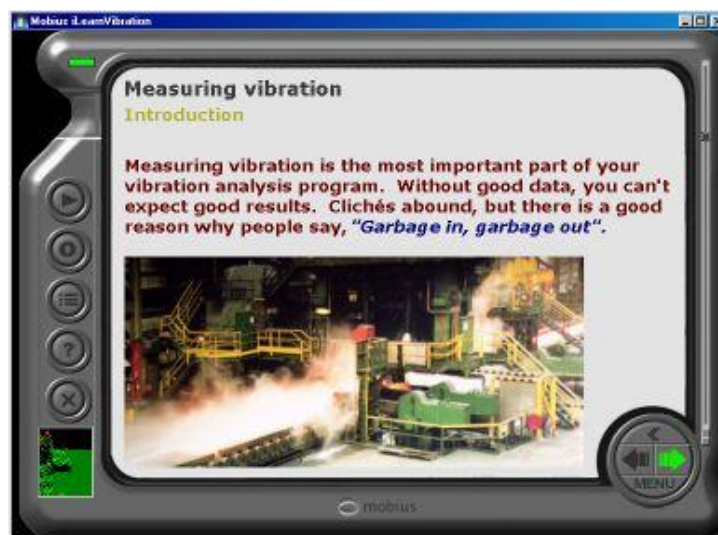 Mobius iLearnVibration
Measuring vibration
Introduction
Measuring vibration is the most important part of your
vibration analysis program.  Without good data, you can't
expect good results.  Clichés abound, but there is a good
reason why people say, "Garbage in, garbage out".
MENU
mobius